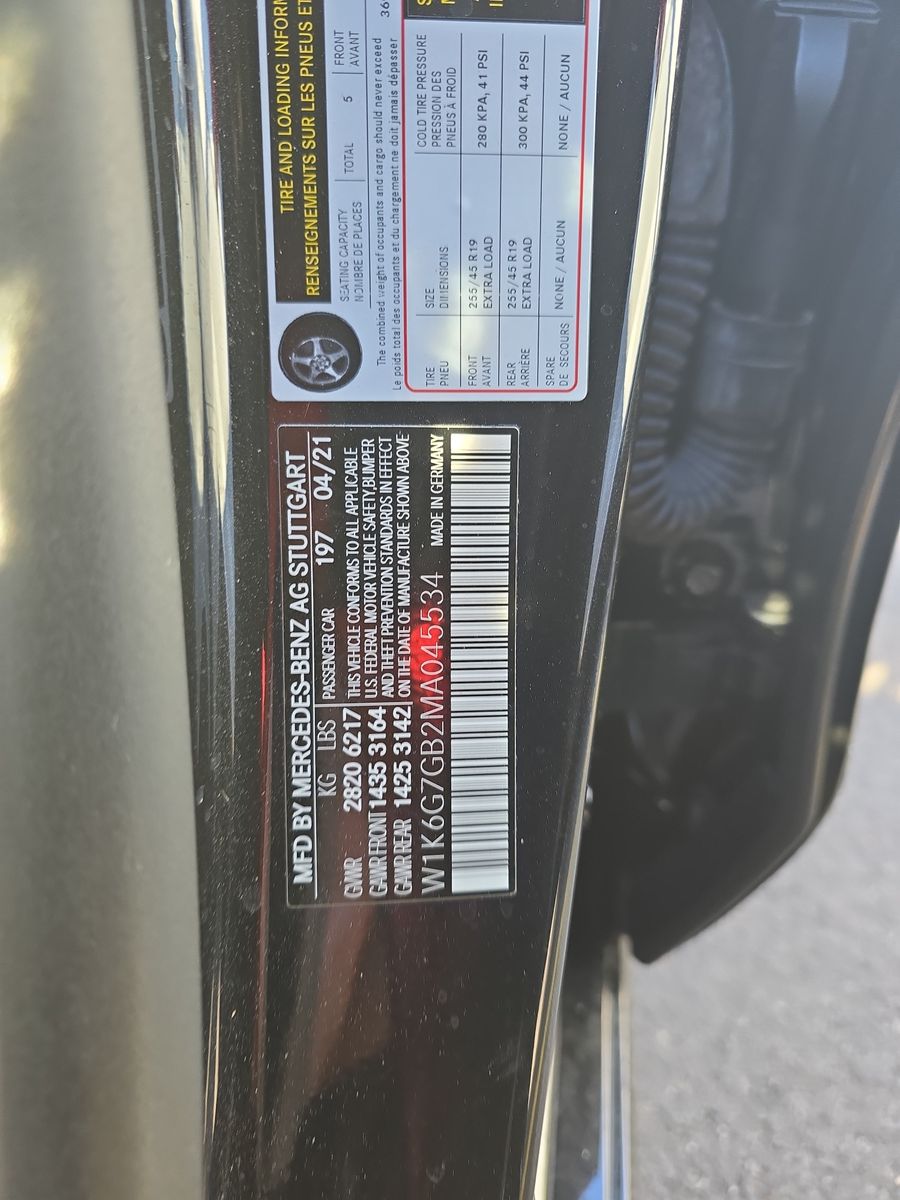 MFD BY MERCEDES-BENZ AG STUTTGART
KG LBS PASSENGER CAR 197 04/21
GVWR 2820 6217 THIS VEHICLE CONFORMS TO ALL APPLICABLE
GAWR FRONT 1435 3164 U.S. FEDERAL MOTOR VEHICLE SAFETY,BUMPER
GAWR REAR 1425 3142 AND THEFT PREVENTION STANDARDS IN EFFECT
ON THE DATE OF MANUFACTURE SHOWN ABOVE
W1K6G7GB2MA045534 MADE IN GERMANY
TIRE AND LOADING INFORM
RENSEIGNEMENTS SUR LES PNEUS ET
SEATING CAPACITY TOTAL 5 FRONT
NOMBRE DE PLACES AVANT
The combined weight of occupants and cargo should never exceed 36
Le poids total des occupants et du chargement ne doit jamais dépasser
TIRE SIZE COLD TIRE PRESSURE
PNEU DIMENSIONS PRESSION DES
PNEUS À FROID
FRONT 255/45 R19 280 KPA, 41 PSI
AVANT EXTRA LOAD
REAR 255/45 R19 300 KPA, 44 PSI
ARRIÈRE EXTRA LOAD
SPARE NONE / AUCUN NONE / AUCUN
DE SECOURS